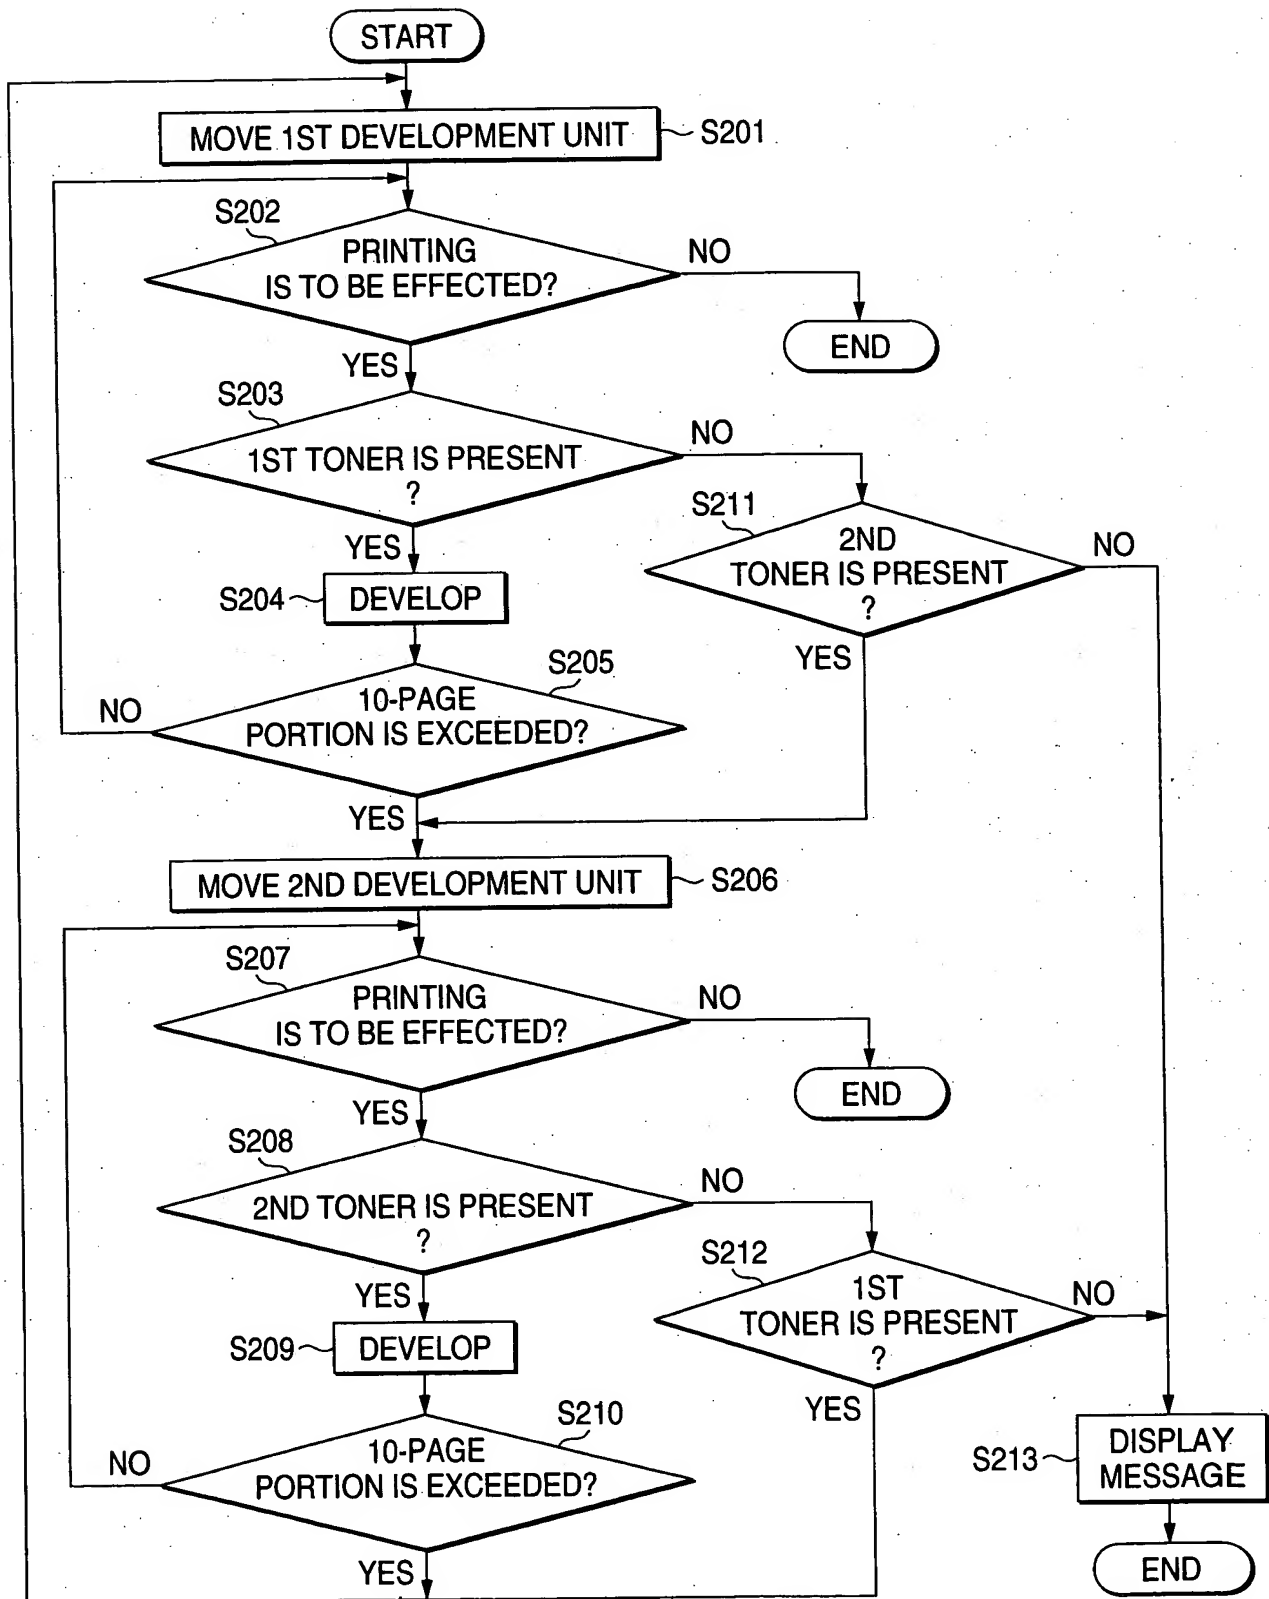 START
MOVE 1ST DEVELOPMENT UNIT
S201
S202
PRINTING
IS TO BE EFFECTED?
NO
END
YES
S203
1ST TONER IS PRESENT
?
NO
S211
2ND
TONER IS PRESENT
?
NO
YES
YES
S204
DEVELOP
S205
10-PAGE
PORTION IS EXCEEDED?
NO
YES
MOVE 2ND DEVELOPMENT UNIT
S206
S207
PRINTING
IS TO BE EFFECTED?
NO
END
YES
S208
2ND TONER IS PRESENT
?
NO
S212
1ST
TONER IS PRESENT
?
NO
YES
YES
S209
DEVELOP
S210
10-PAGE
PORTION IS EXCEEDED?
NO
YES
S213
DISPLAY
MESSAGE
END